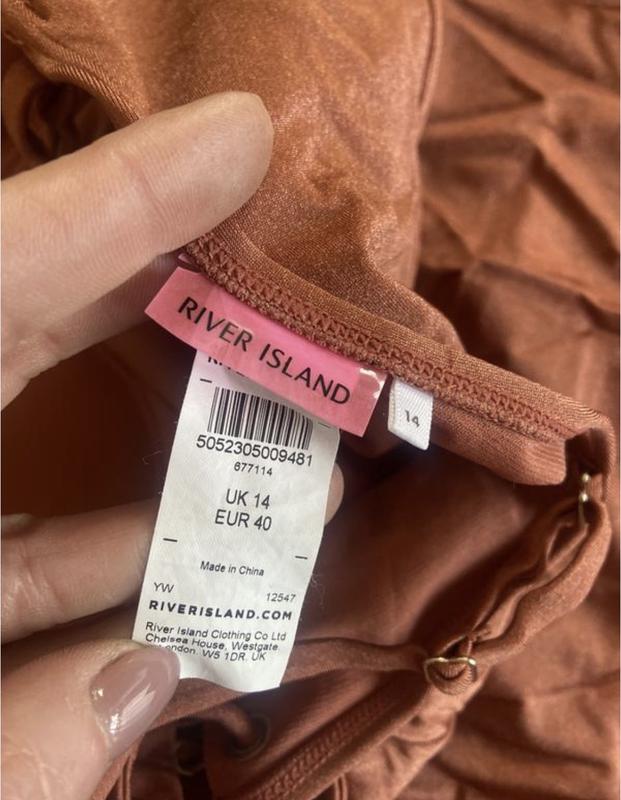 RIVER ISLAND
14
5052305009481
677114
UK 14
EUR 40
Made in China
YW
12547
RIVERISLAND.COM
River Island Clothing Co Ltd
Chelsea House, Westgate
W5 1DR. UK